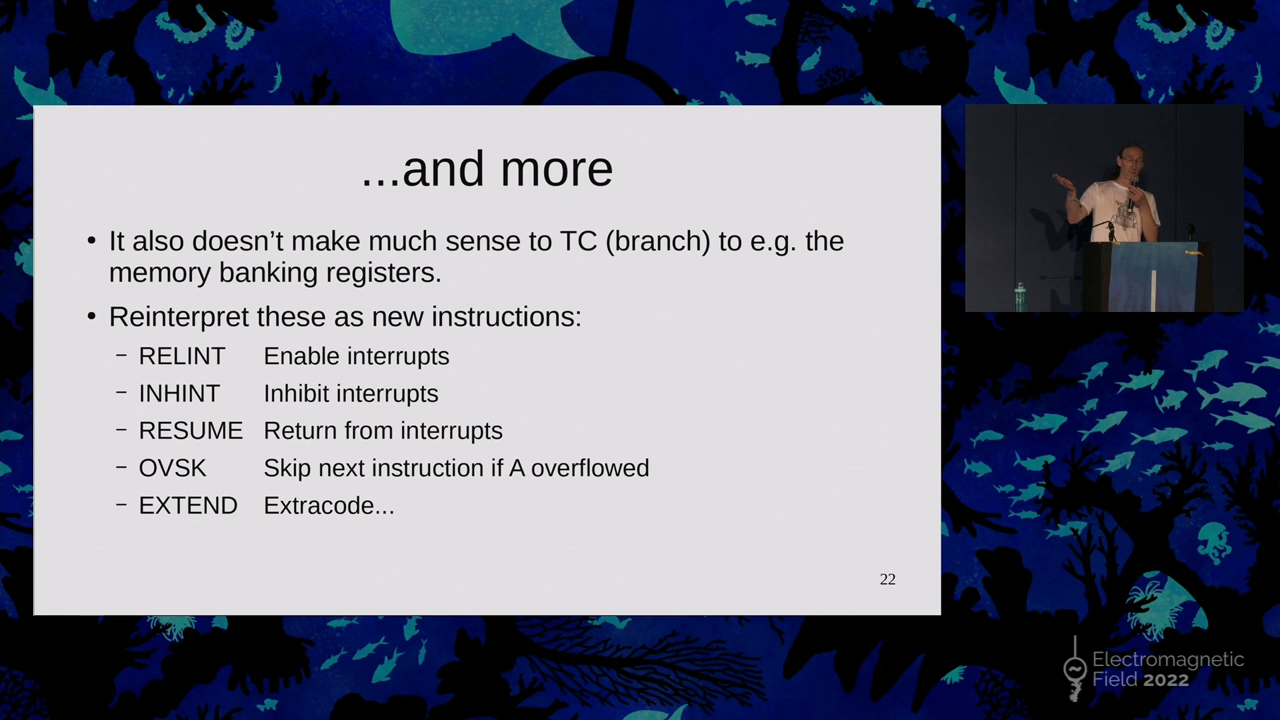 ...and more
• It also doesn’t make much sense to TC (branch) to e.g. the
memory banking registers.
• Reinterpret these as new instructions:
– RELINT Enable interrupts
– INHINT Inhibit interrupts
– RESUME Return from interrupts
– OVSK Skip next instruction if A overflowed
– EXTEND Extracode...
22
Electromagnetic
Field 2022